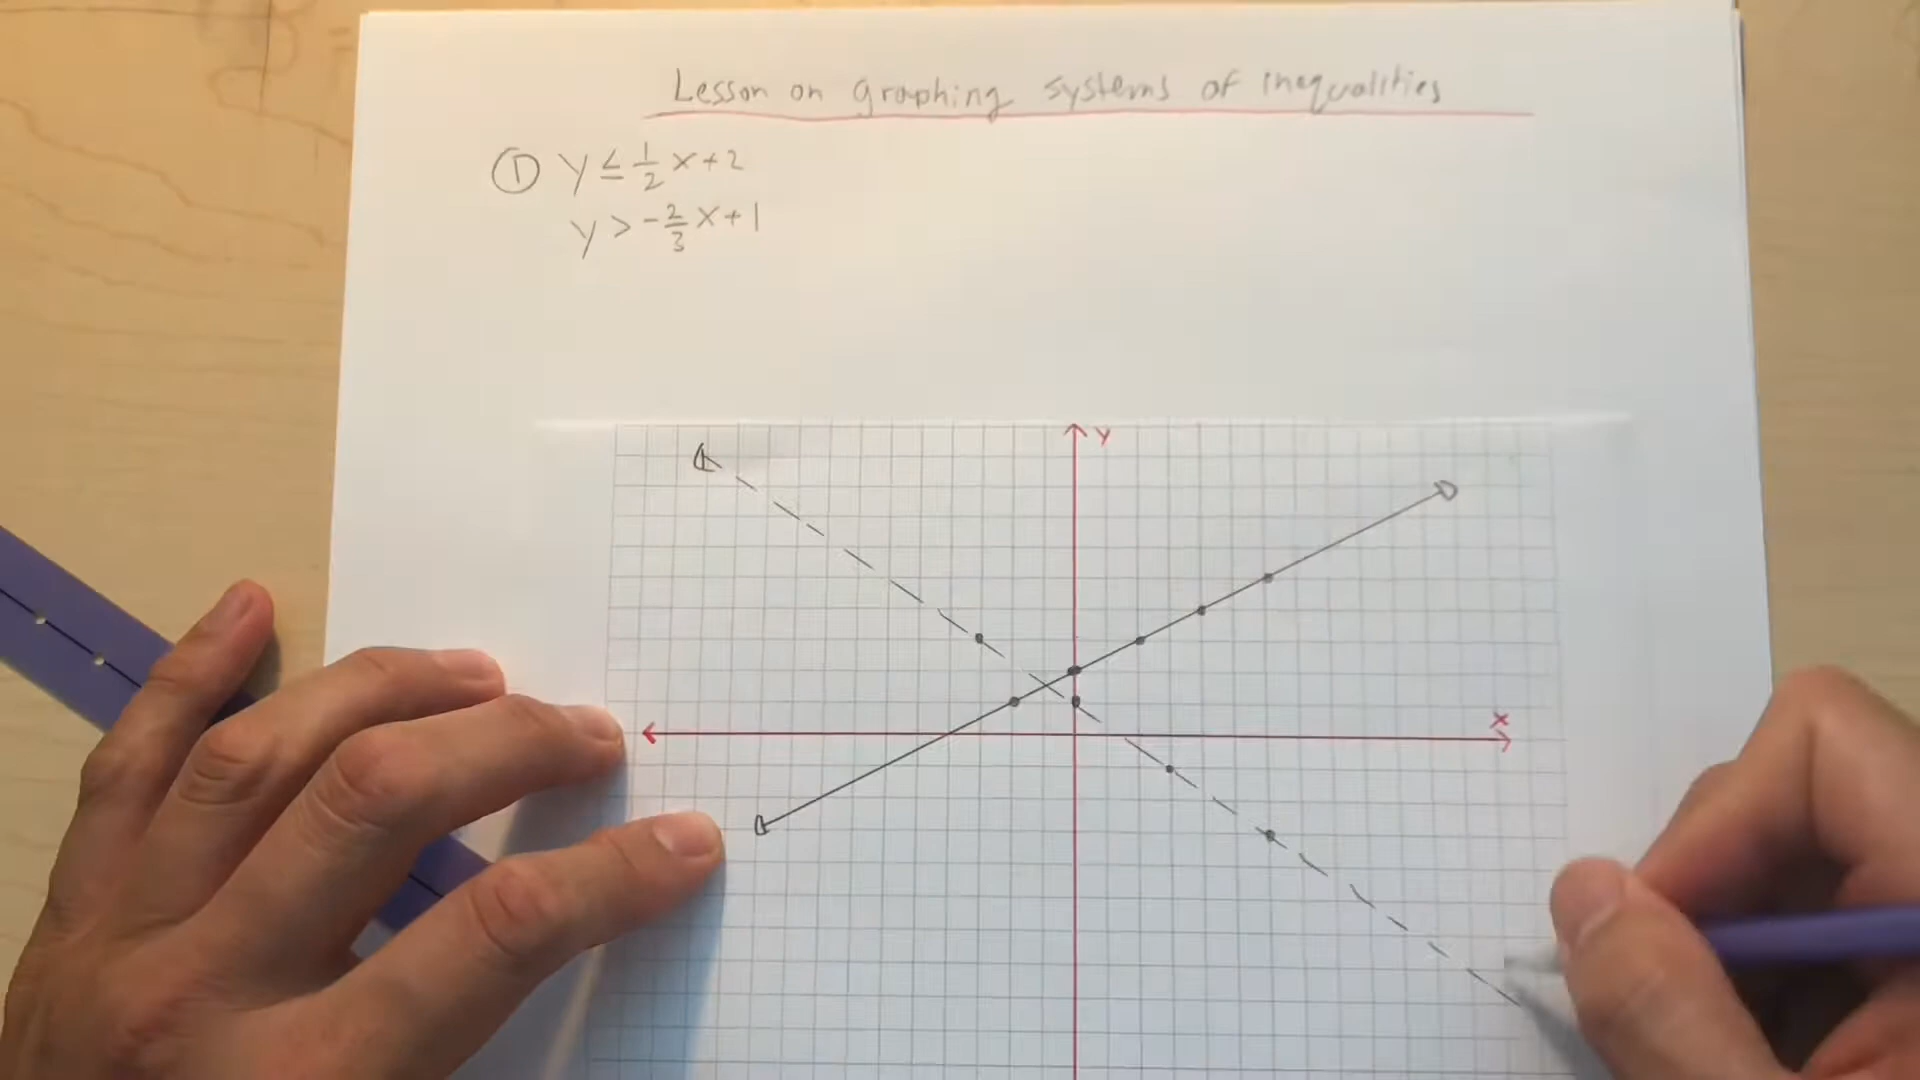 Lesson on graphing systems of inequalities
① y ≤ 1/2 x + 2
y > -2/3 x + 1
y
x